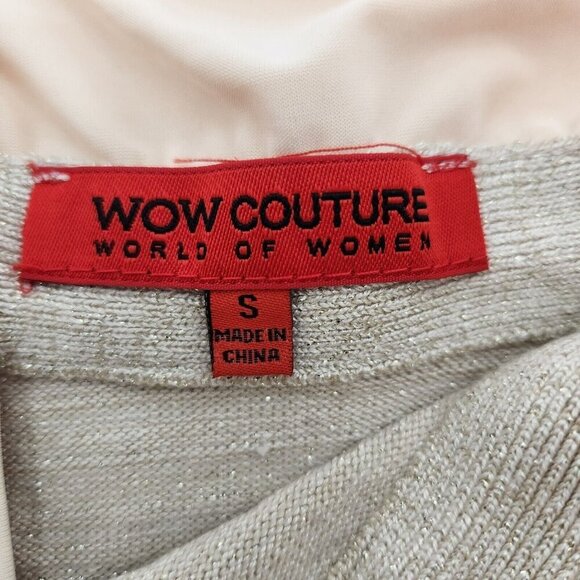 WOW COUTURE
WORLD OF WOMEN
S
MADE IN
CHINA